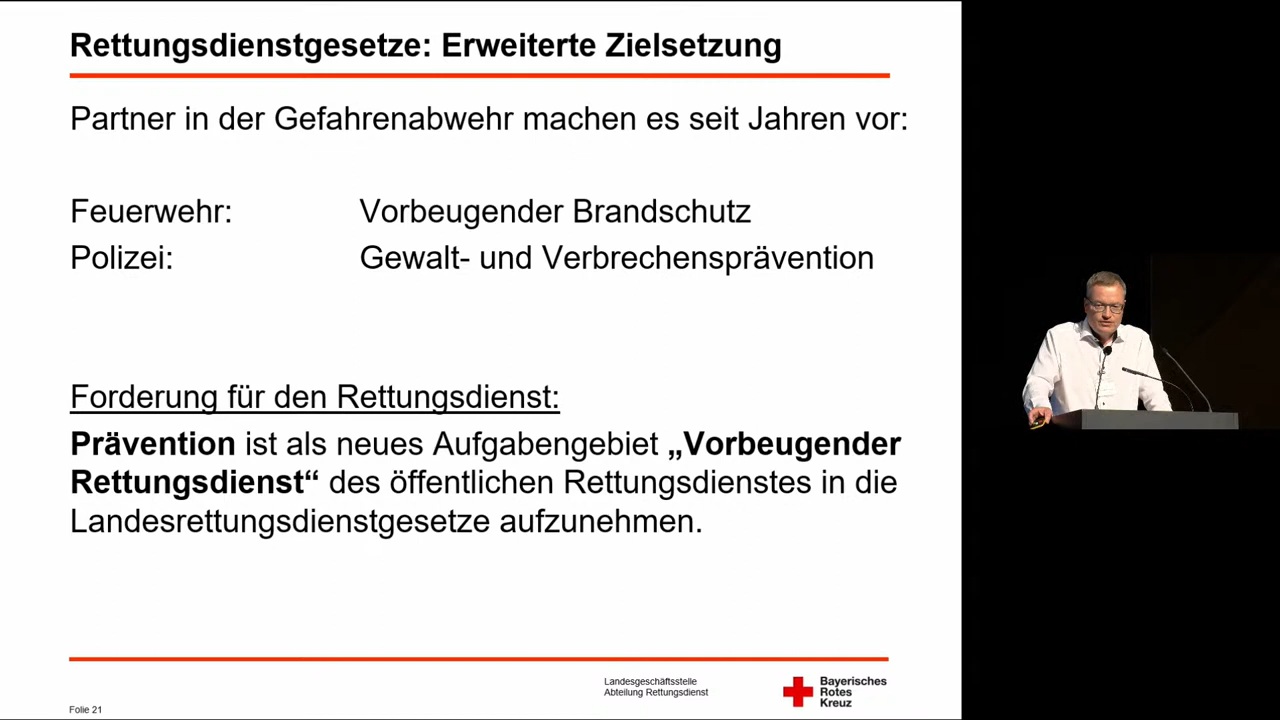 Rettungsdienstgesetze: Erweiterte Zielsetzung
Partner in der Gefahrenabwehr machen es seit Jahren vor:
Feuerwehr: Vorbeugender Brandschutz
Polizei: Gewalt- und Verbrechensprävention
Forderung für den Rettungsdienst:
Prävention ist als neues Aufgabengebiet „Vorbeugender
Rettungsdienst“ des öffentlichen Rettungsdienstes in die
Landesrettungsdienstgesetze aufzunehmen.
Landesgeschäftsstelle
Abteilung Rettungsdienst
Bayerisches
Rotes
Kreuz
Folie 21